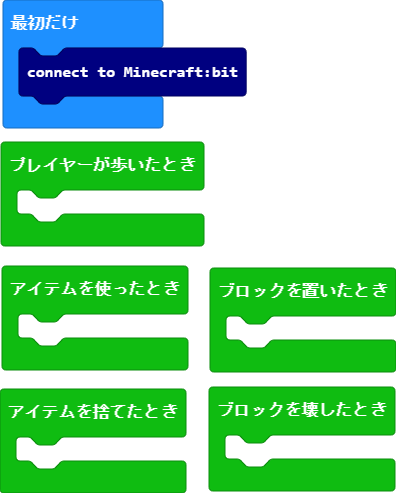 最初だけ
connect to Minecraft:bit
プレイヤーが歩いたとき
アイテムを使ったとき
ブロックを置いたとき
アイテムを捨てたとき
ブロックを壊したとき